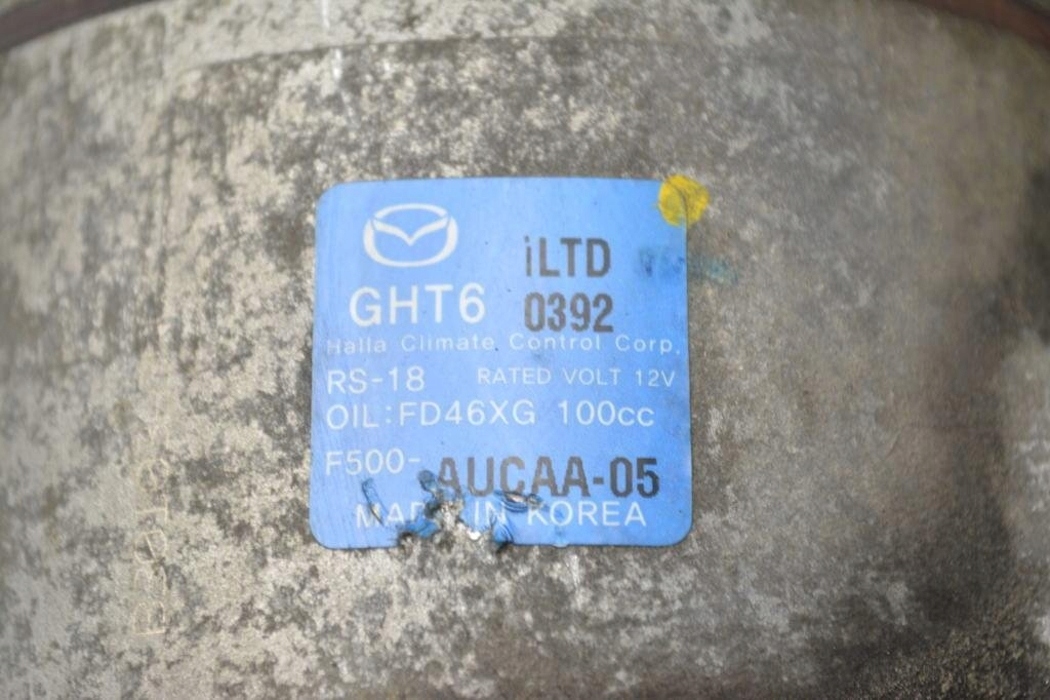 iLTD
GHT6 0392
Halla Climate Control Corp.
RS-18 RATED VOLT 12V
OIL:FD46XG 100cc
F500-AUCAA-05
MADE IN KOREA